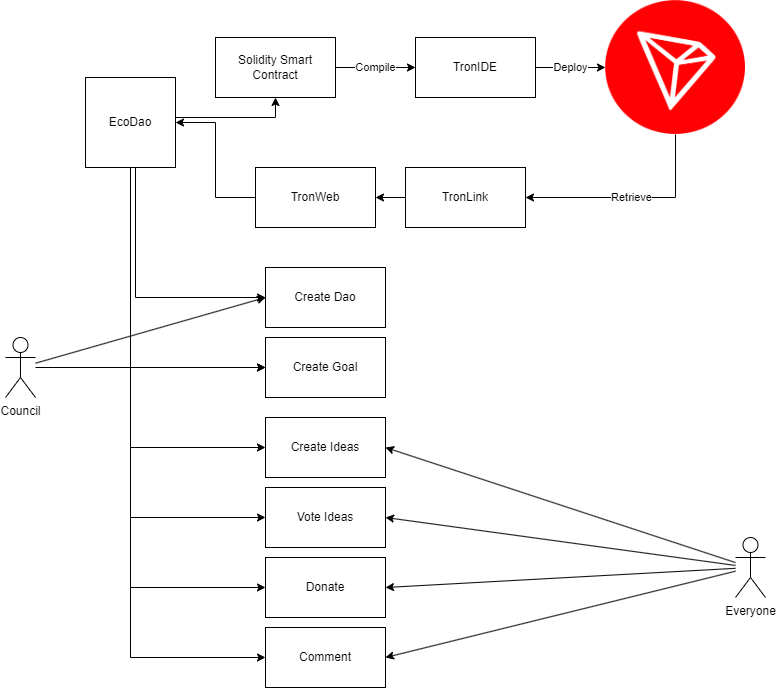 Solidity Smart
Contract
Compile
TronIDE
Deploy
EcoDao
TronWeb
TronLink
Retrieve
Create Dao
Create Goal
Council
Create Ideas
Vote Ideas
Donate
Everyone
Comment